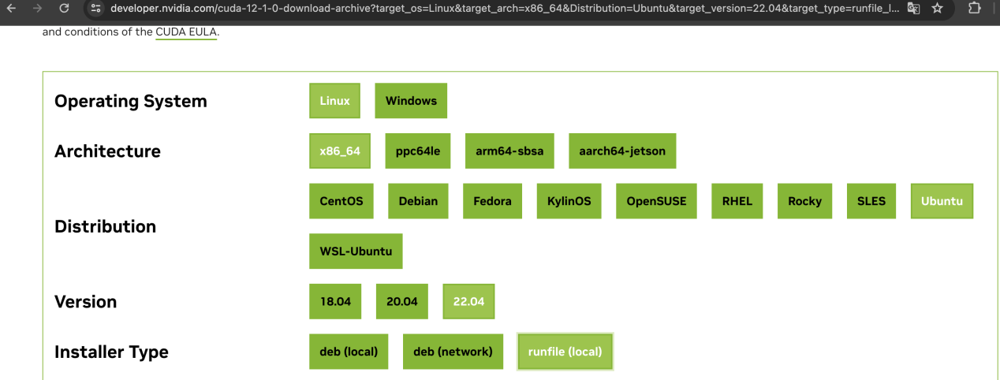 developer.nvidia.com/cuda-12-1-0-download-archive?target_os=Linux&target_arch=x86_64&Distribution=Ubuntu&target_version=22.04&target_type=runfile_l...
and conditions of the CUDA EULA.
Operating System Linux Windows
Architecture x86_64 ppc64le arm64-sbsa aarch64-jetson
CentOS Debian Fedora KylinOS OpenSUSE RHEL Rocky SLES Ubuntu
Distribution
WSL-Ubuntu
Version 18.04 20.04 22.04
Installer Type deb (local) deb (network) runfile (local)